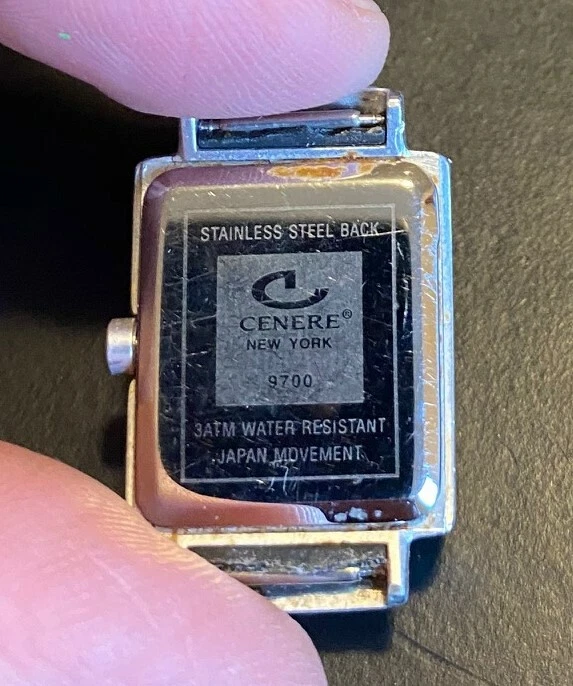 STAINLESS STEEL BACK
CENERE®
NEW YORK
9700
3ATM WATER RESISTANT
JAPAN MOVEMENT